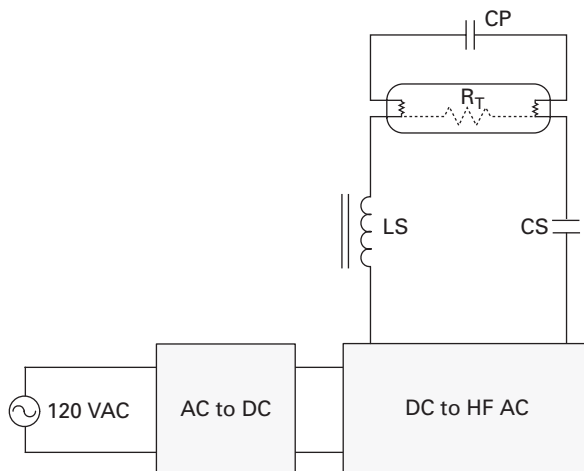 CP
R_T
LS
CS
120 VAC
AC to DC
DC to HF AC